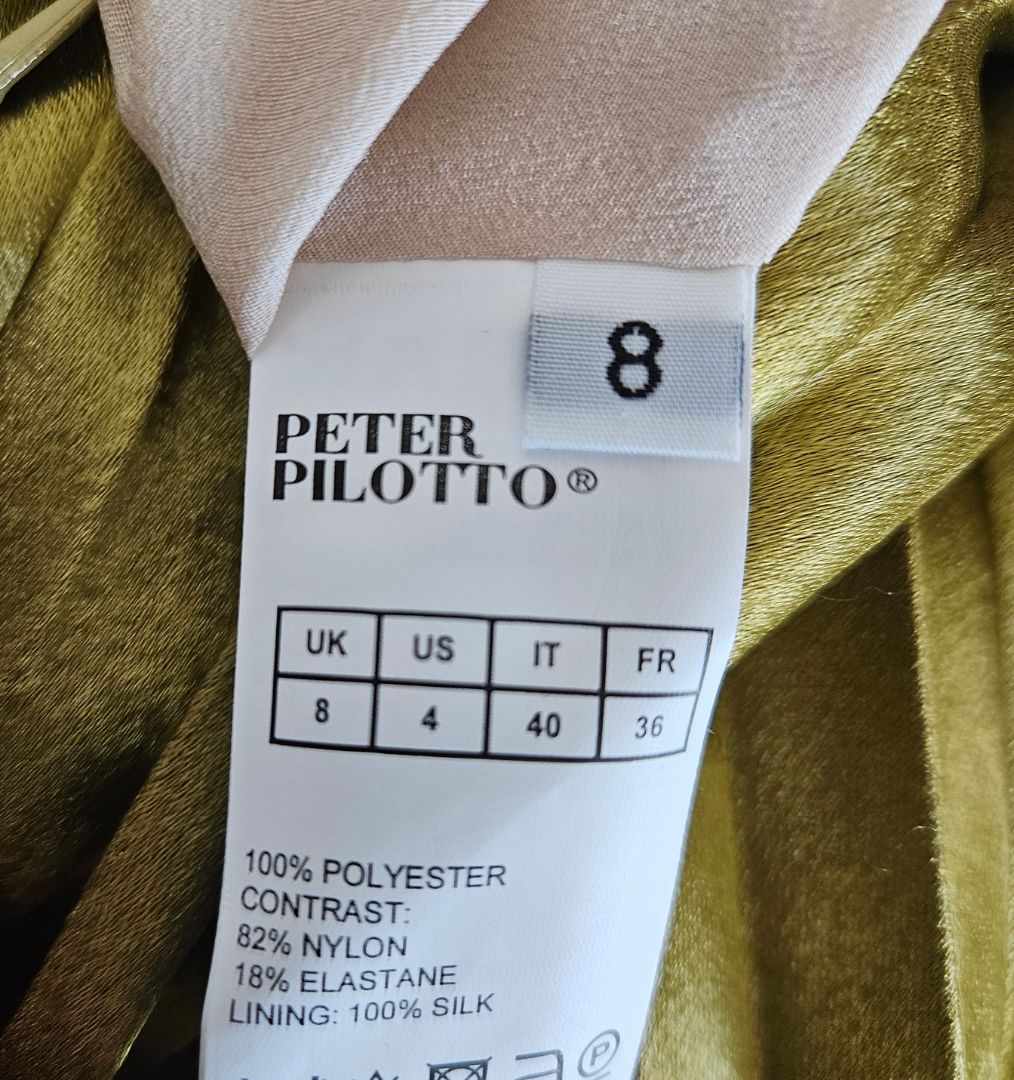 8
PETER
PILOTTO®
UK US IT FR
8 4 40 36
100% POLYESTER
CONTRAST:
82% NYLON
18% ELASTANE
LINING: 100% SILK
P